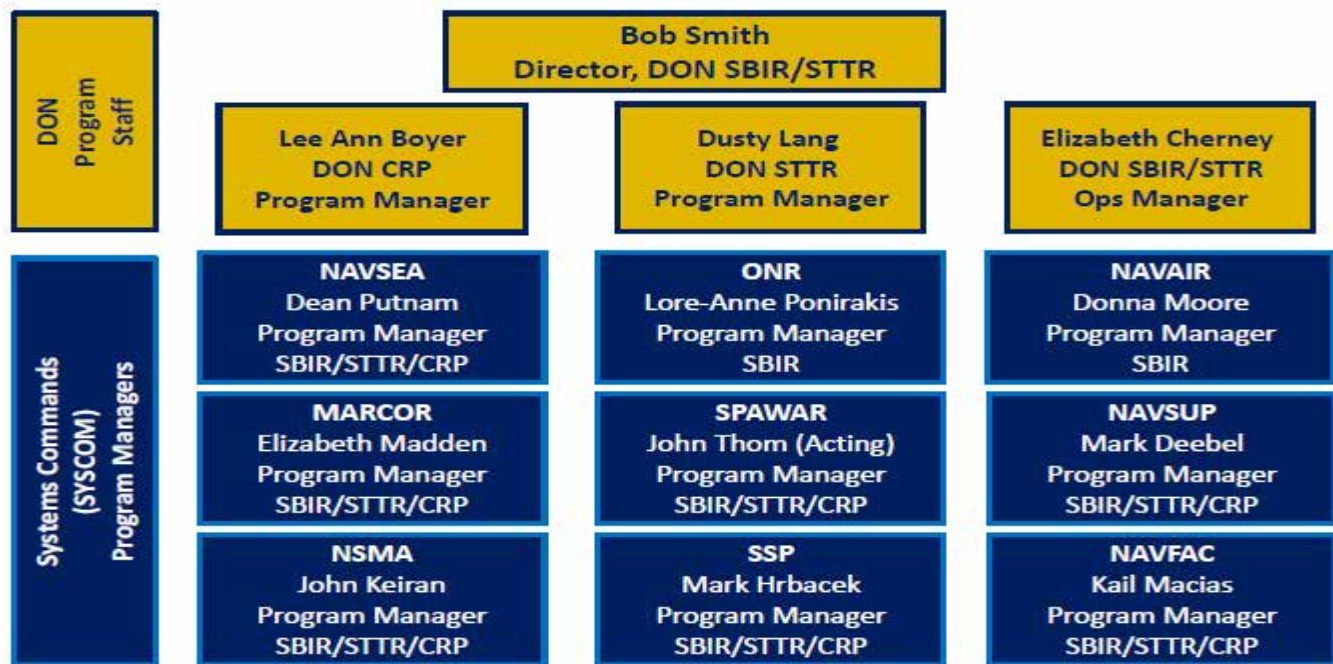 DON
Program
Staff
Bob Smith
Director, DON SBIR/STTR
Lee Ann Boyer
DON CRP
Program Manager
Dusty Lang
DON STTR
Program Manager
Elizabeth Cherney
DON SBIR/STTR
Ops Manager
Systems Commands
(SYSCOM)
Program Managers
NAVSEA
Dean Putnam
Program Manager
SBIR/STTR/CRP
ONR
Lore-Anne Ponirakis
Program Manager
SBIR
NAVAIR
Donna Moore
Program Manager
SBIR
MARCOR
Elizabeth Madden
Program Manager
SBIR/STTR/CRP
SPAWAR
John Thom (Acting)
Program Manager
SBIR/STTR/CRP
NAVSUP
Mark Deebel
Program Manager
SBIR/STTR/CRP
NSMA
John Keiran
Program Manager
SBIR/STTR/CRP
SSP
Mark Hrbacek
Program Manager
SBIR/STTR/CRP
NAVFAC
Kail Macias
Program Manager
SBIR/STTR/CRP